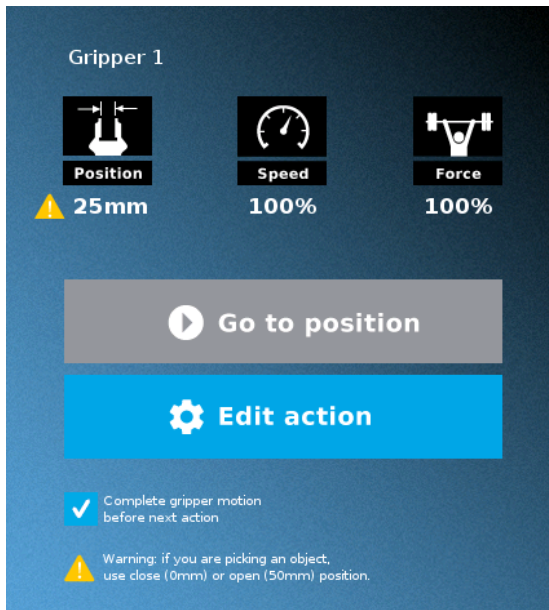 Gripper 1
Position
Speed
Force
25mm
100%
100%
Go to position
Edit action
Complete gripper motion
before next action
Warning: if you are picking an object,
use close (0mm) or open (50mm) position.